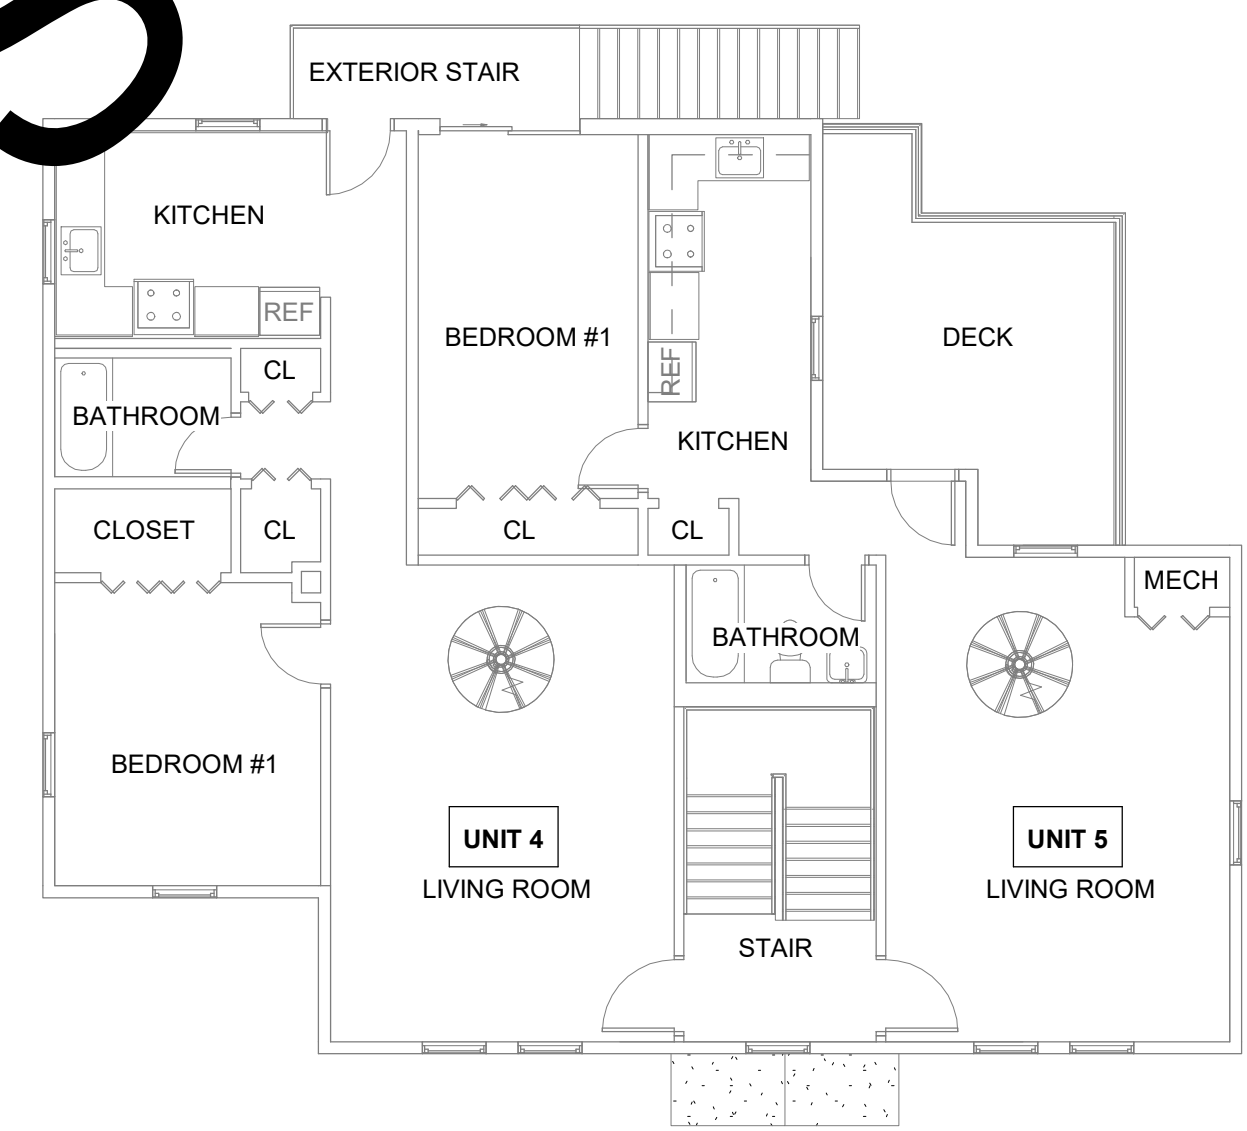 EXTERIOR STAIR
KITCHEN
REF
BEDROOM #1
DECK
REF
CL
BATHROOM
KITCHEN
CLOSET
CL
CL
CL
MECH
BATHROOM
BEDROOM #1
UNIT 4
LIVING ROOM
UNIT 5
LIVING ROOM
STAIR